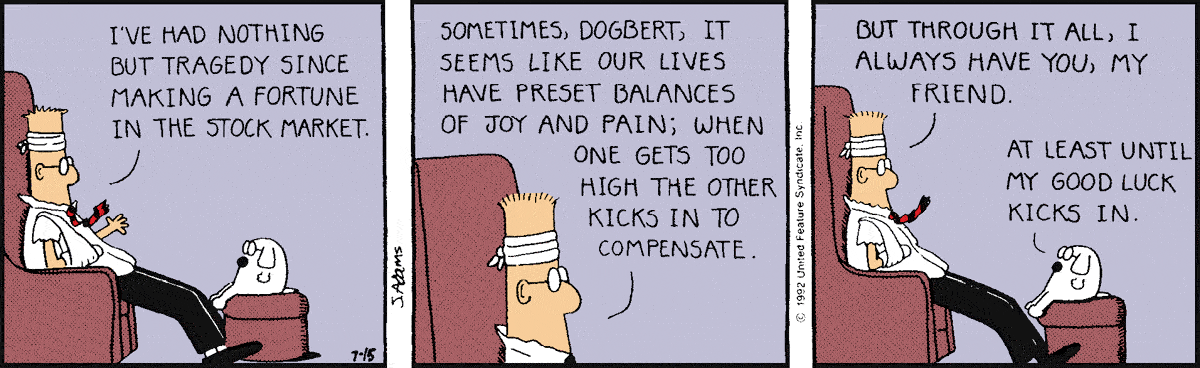 I'VE HAD NOTHING
BUT TRAGEDY SINCE
MAKING A FORTUNE
IN THE STOCK MARKET.
7-15
S.Adams
SOMETIMES, DOGBERT, IT
SEEMS LIKE OUR LIVES
HAVE PRESET BALANCES
OF JOY AND PAIN; WHEN
ONE GETS TOO
HIGH THE OTHER
KICKS IN TO
COMPENSATE.
© 1992 United Feature Syndicate, Inc.
BUT THROUGH IT ALL, I
ALWAYS HAVE YOU, MY
FRIEND.
AT LEAST UNTIL
MY GOOD LUCK
KICKS IN.